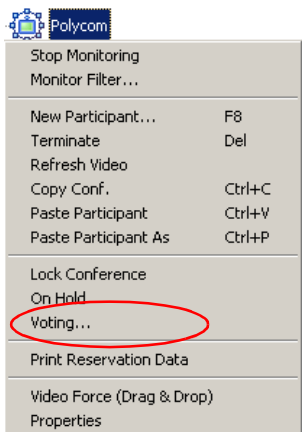 Polycom
Stop Monitoring
Monitor Filter...
New Participant... F8
Terminate Del
Refresh Video
Copy Conf. Ctrl+C
Paste Participant Ctrl+V
Paste Participant As Ctrl+P
Lock Conference
On Hold
Voting...
Print Reservation Data
Video Force (Drag & Drop)
Properties